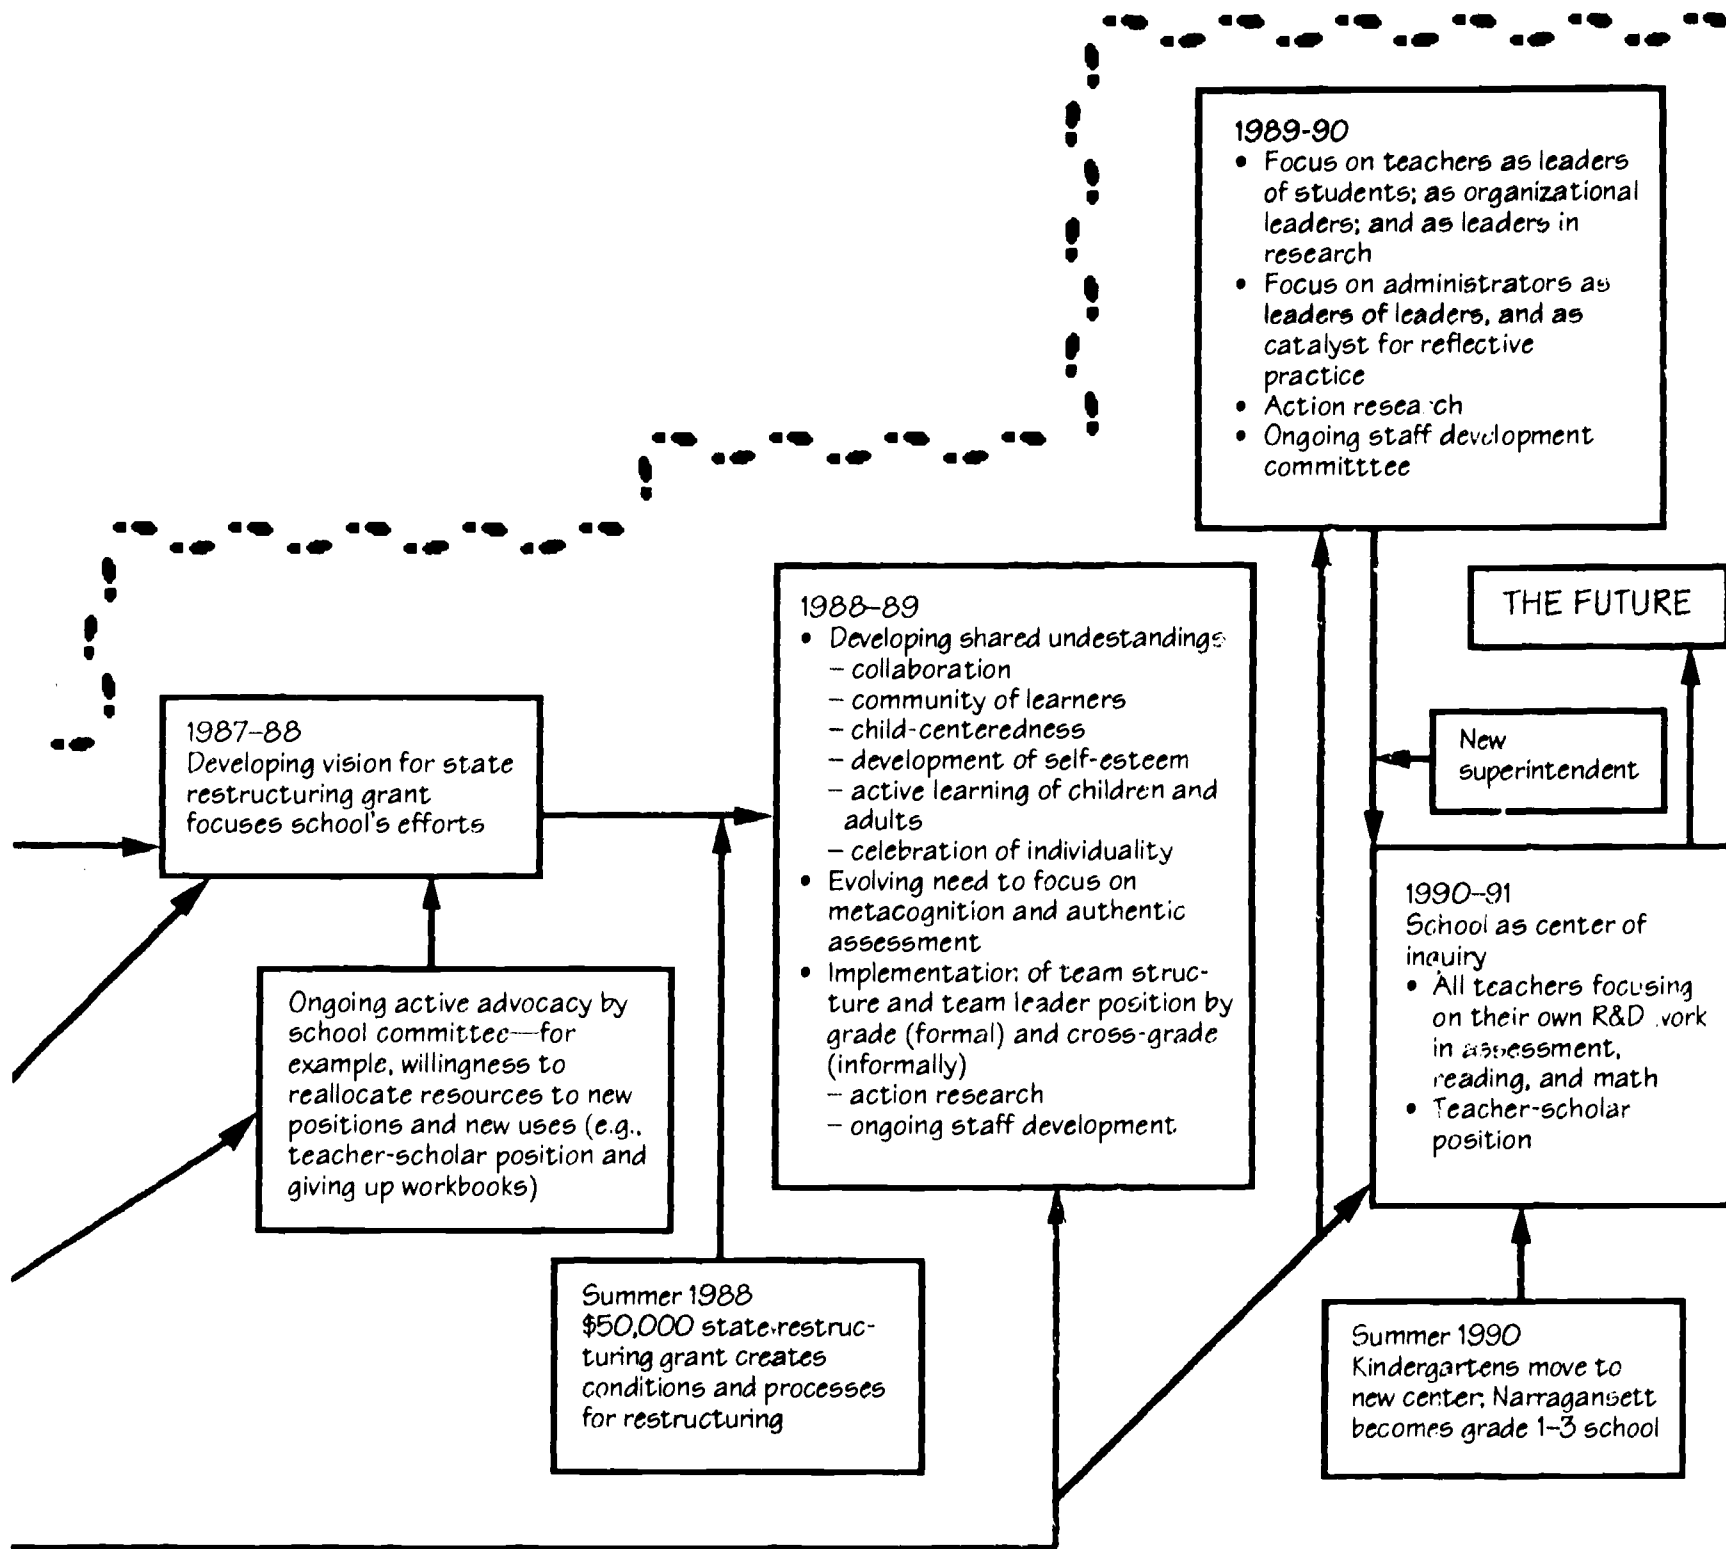 1989-90
• Focus on teachers as leaders
of students; as organizational
leaders; and as leaders in
research
• Focus on administrators as
leaders of leaders, and as
catalyst for reflective
practice
• Action research
• Ongoing staff development
committtee
THE FUTURE
1988–89
• Developing shared undestandings
– collaboration
– community of learners
– child-centeredness
– development of self-esteem
– active learning of children and
adults
– celebration of individuality
• Evolving need to focus on
metacognition and authentic
assessment
• Implementation of team struc-
ture and team leader position by
grade (formal) and cross-grade
(informally)
– action research
– ongoing staff development
1987–88
Developing vision for state
restructuring grant
focuses school's efforts
New
superintendent
1990–91
School as center of
inquiry
• All teachers focusing
on their own R&D work
in assessment,
reading, and math
• Teacher-scholar
position
Ongoing active advocacy by
school committee—for
example, willingness to
reallocate resources to new
positions and new uses (e.g.,
teacher-scholar position and
giving up workbooks)
Summer 1988
$50,000 state restruc-
turing grant creates
conditions and processes
for restructuring
Summer 1990
Kindergartens move to
new center; Narragansett
becomes grade 1–3 school